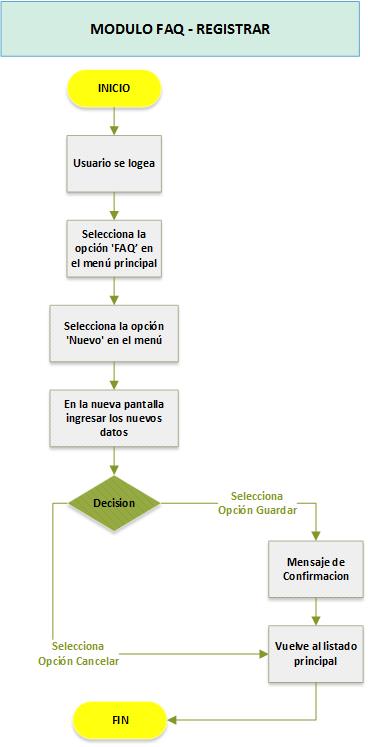 MODULO FAQ - REGISTRAR
INICIO
Usuario se logea
Selecciona la
opción 'FAQ' en
el menú principal
Selecciona la opción
'Nuevo' en el menú
En la nueva pantalla
ingresar los nuevos
datos
Decision
Selecciona
Opción Guardar
Mensaje de
Confirmacion
Selecciona
Opción Cancelar
Vuelve al listado
principal
FIN